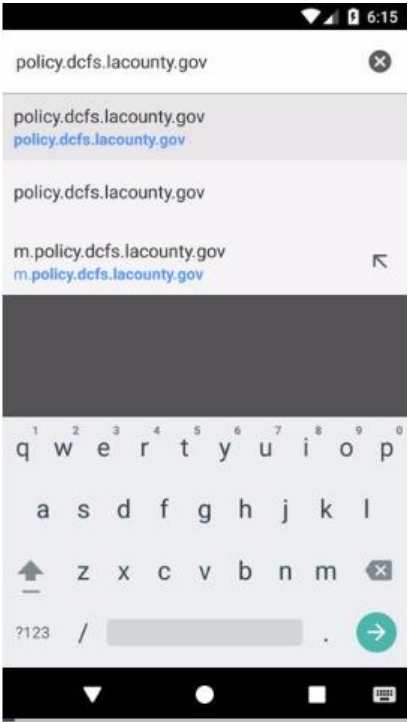 6:15
policy.dcfs.lacounty.gov
policy.dcfs.lacounty.gov
policy.dcfs.lacounty.gov
policy.dcfs.lacounty.gov
m.policy.dcfs.lacounty.gov
m.policy.dcfs.lacounty.gov
1 2 3 4 5 6 7 8 9 0
q w e r t y u i o p
a s d f g h j k l
z x c v b n m
?123 / .